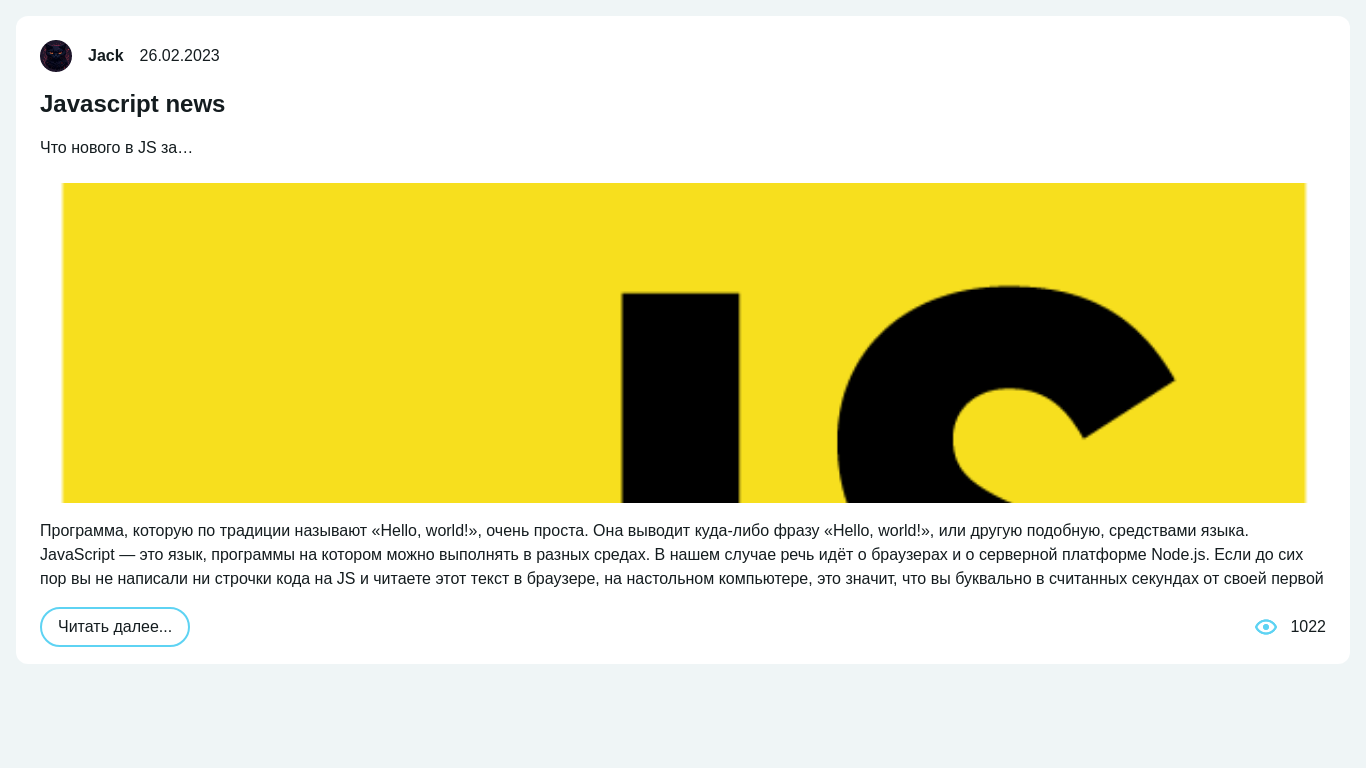 Jack 26.02.2023
Javascript news
Что нового в JS за…
JS
Программа, которую по традиции называют «Hello, world!», очень проста. Она выводит куда-либо фразу «Hello, world!», или другую подобную, средствами языка.
JavaScript — это язык, программы на котором можно выполнять в разных средах. В нашем случае речь идёт о браузерах и о серверной платформе Node.js. Если до сих
пор вы не написали ни строчки кода на JS и читаете этот текст в браузере, на настольном компьютере, это значит, что вы буквально в считанных секундах от своей первой
Читать далее... 1022